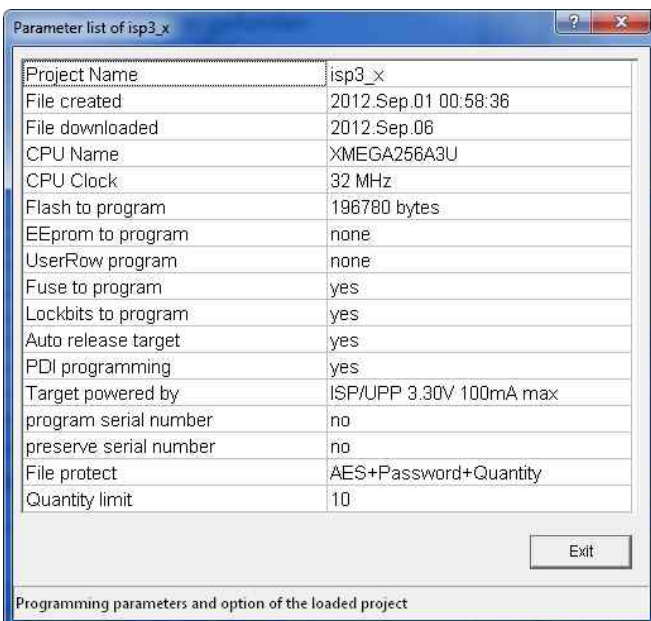 Parameter list of isp3_x
Project Name isp3_x
File created 2012.Sep.01 00:58:36
File downloaded 2012.Sep.06
CPU Name XMEGA256A3U
CPU Clock 32 MHz
Flash to program 196780 bytes
EEprom to program none
UserRow program none
Fuse to program yes
Lockbits to program yes
Auto release target yes
PDI programming yes
Target powered by ISP/UPP 3.30V 100mA max
program serial number no
preserve serial number no
File protect AES+Password+Quantity
Quantity limit 10
Exit
Programming parameters and option of the loaded project